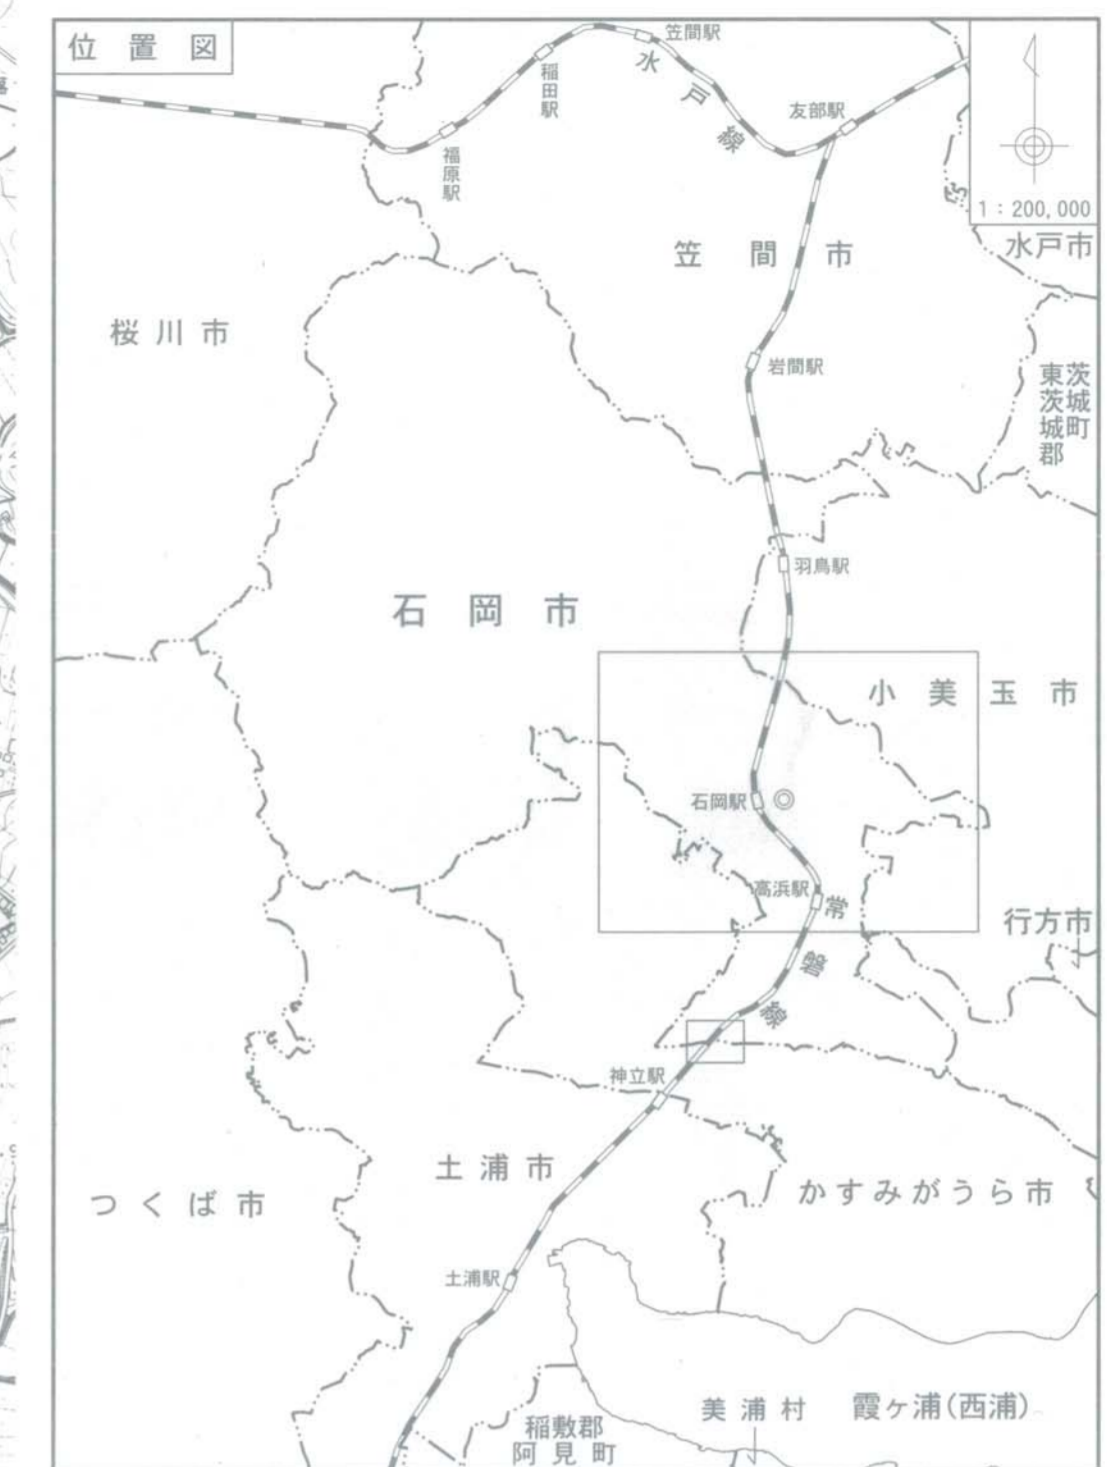 位置図
笠間駅
稲田駅
水戸線
友部駅
福原駅
1:200,000
水戸市
笠間市
桜川市
岩間駅
東茨城郡
茨城町
羽鳥駅
石岡市
小美玉市
石岡駅
高浜駅
常磐線
行方市
神立駅
土浦市
つくば市
かすみがうら市
土浦駅
美浦村
霞ヶ浦(西浦)
稲敷郡
阿見町